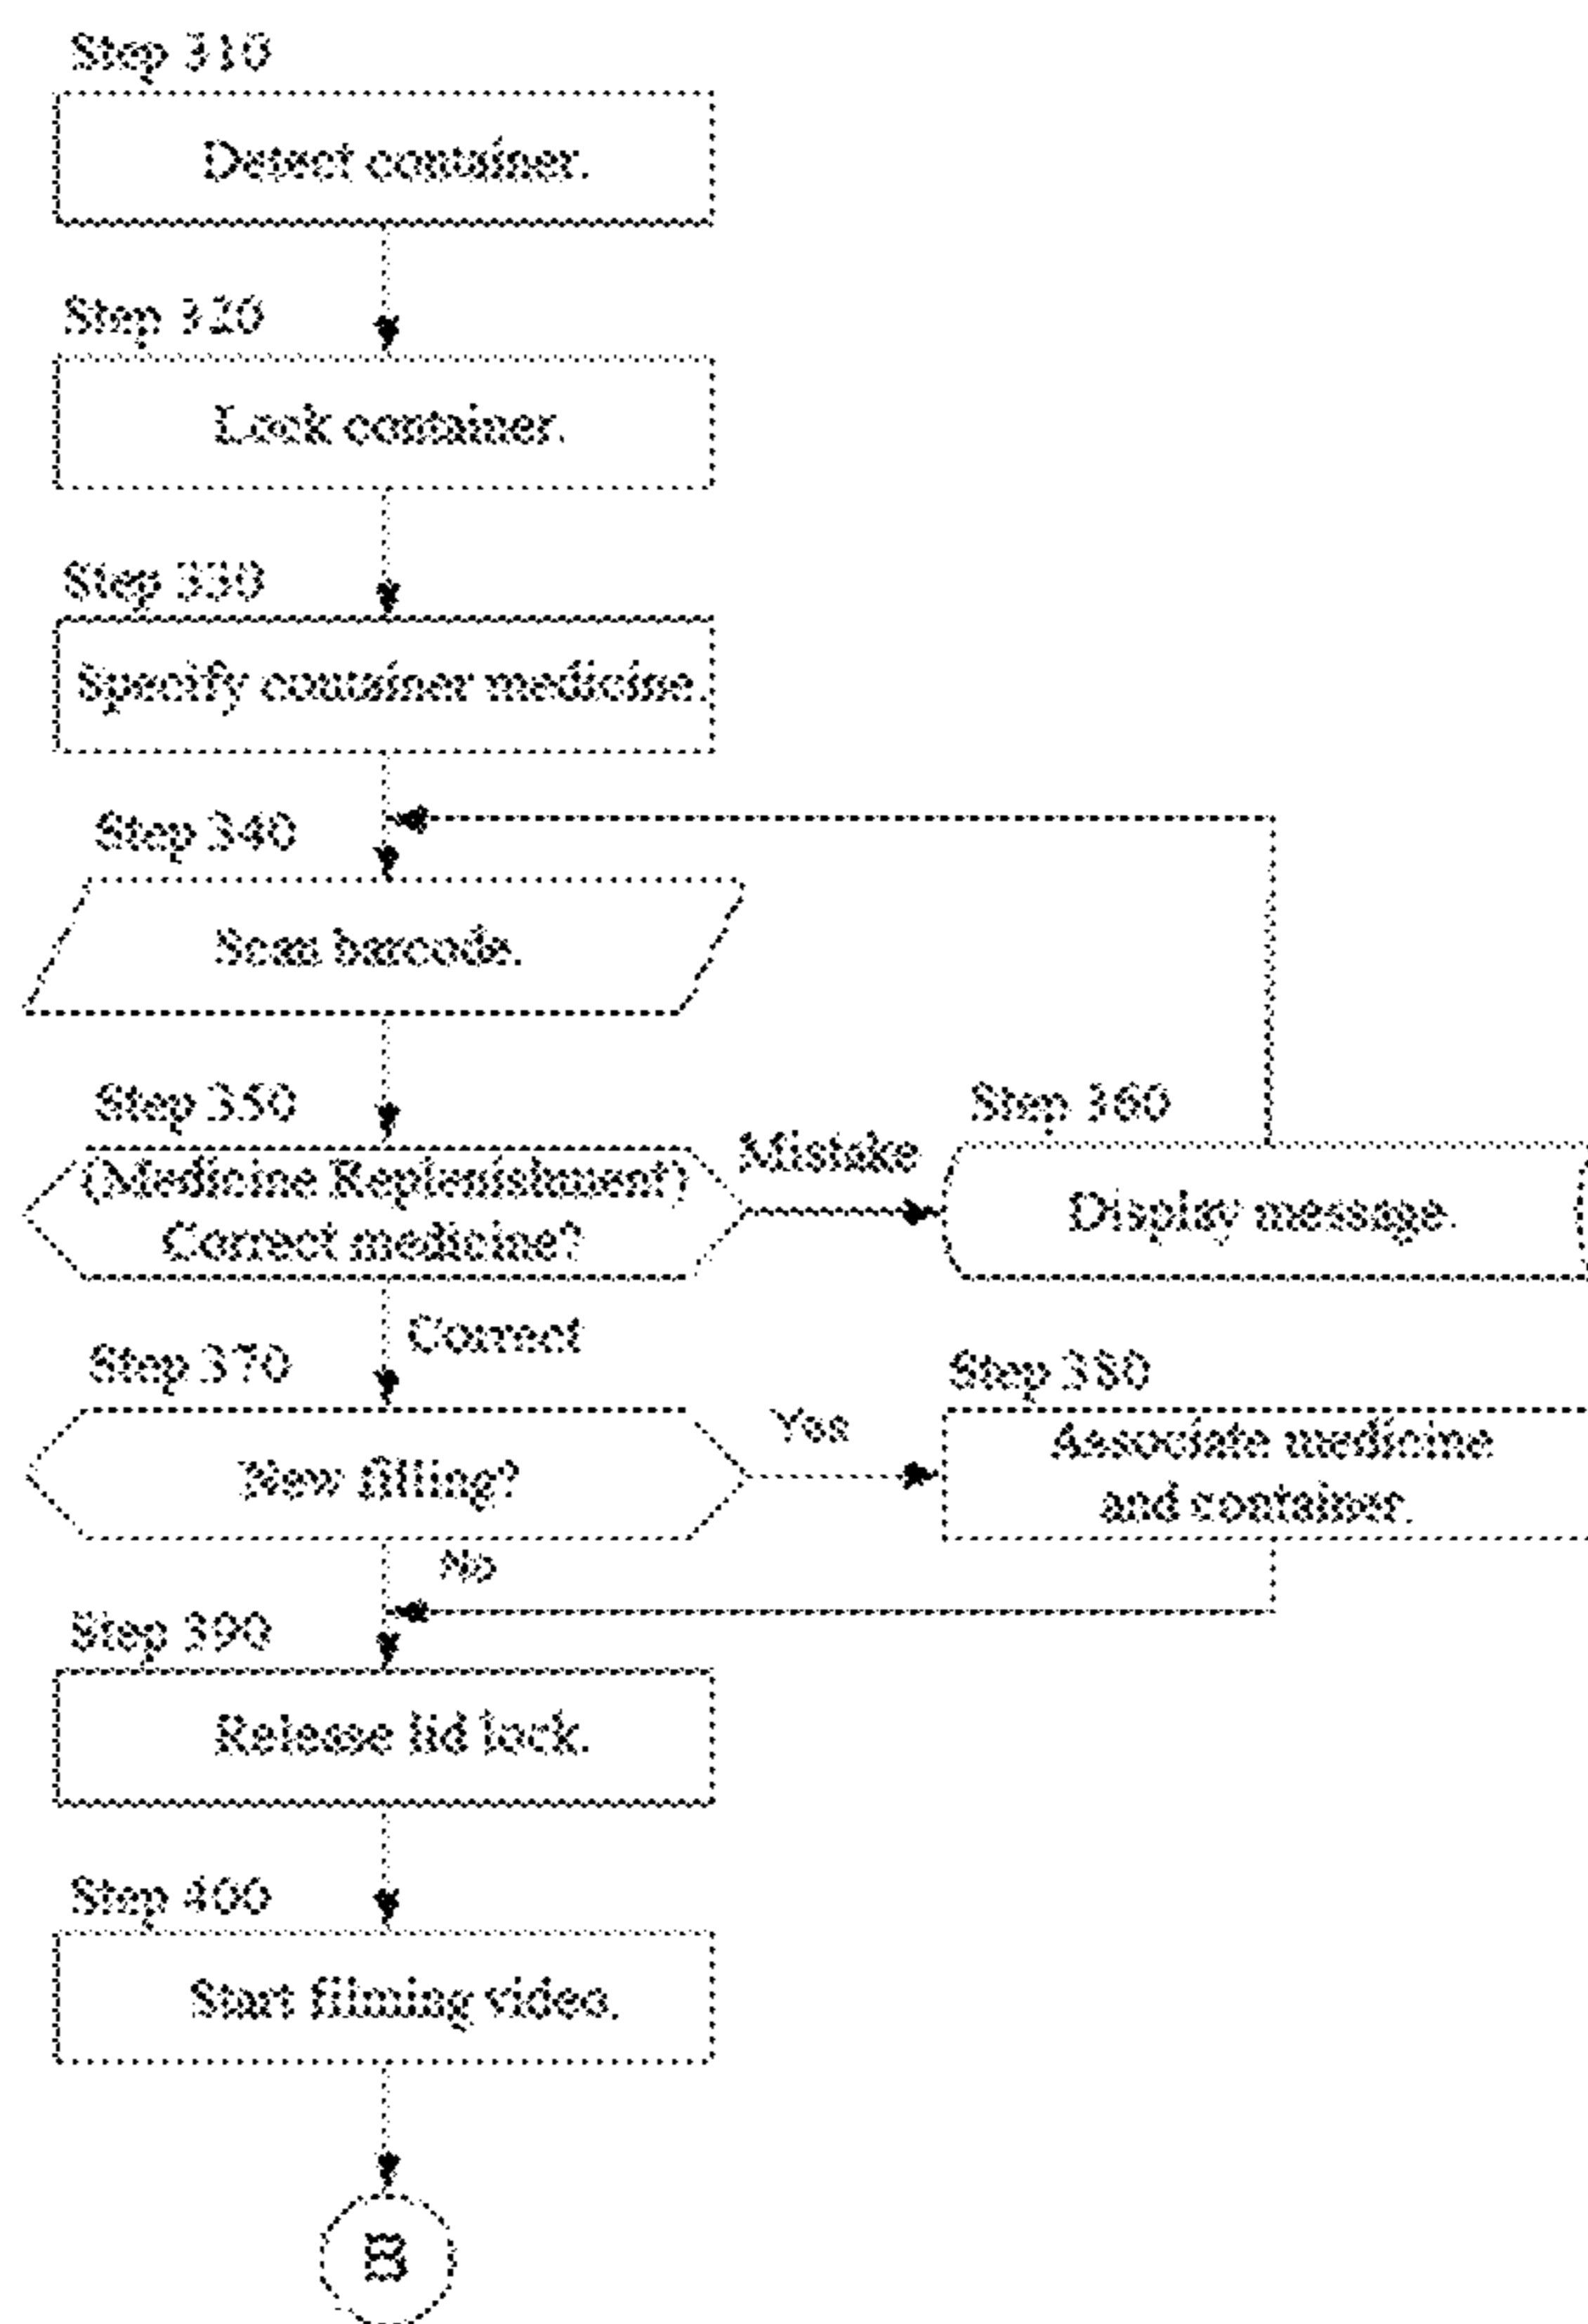 Step 310
Detect container.
Step 320
Lock container.
Step 330
Specify container medicine.
Step 340
Scan barcode.
Step 350
(Medicine Replenishment)
Correct medicine?
Mistake
Step 360
Display message.
Correct
Step 370
New filling?
Yes
Step 380
Associate medicine
and container.
No
Step 390
Release lid lock.
Step 400
Start filming video.
B